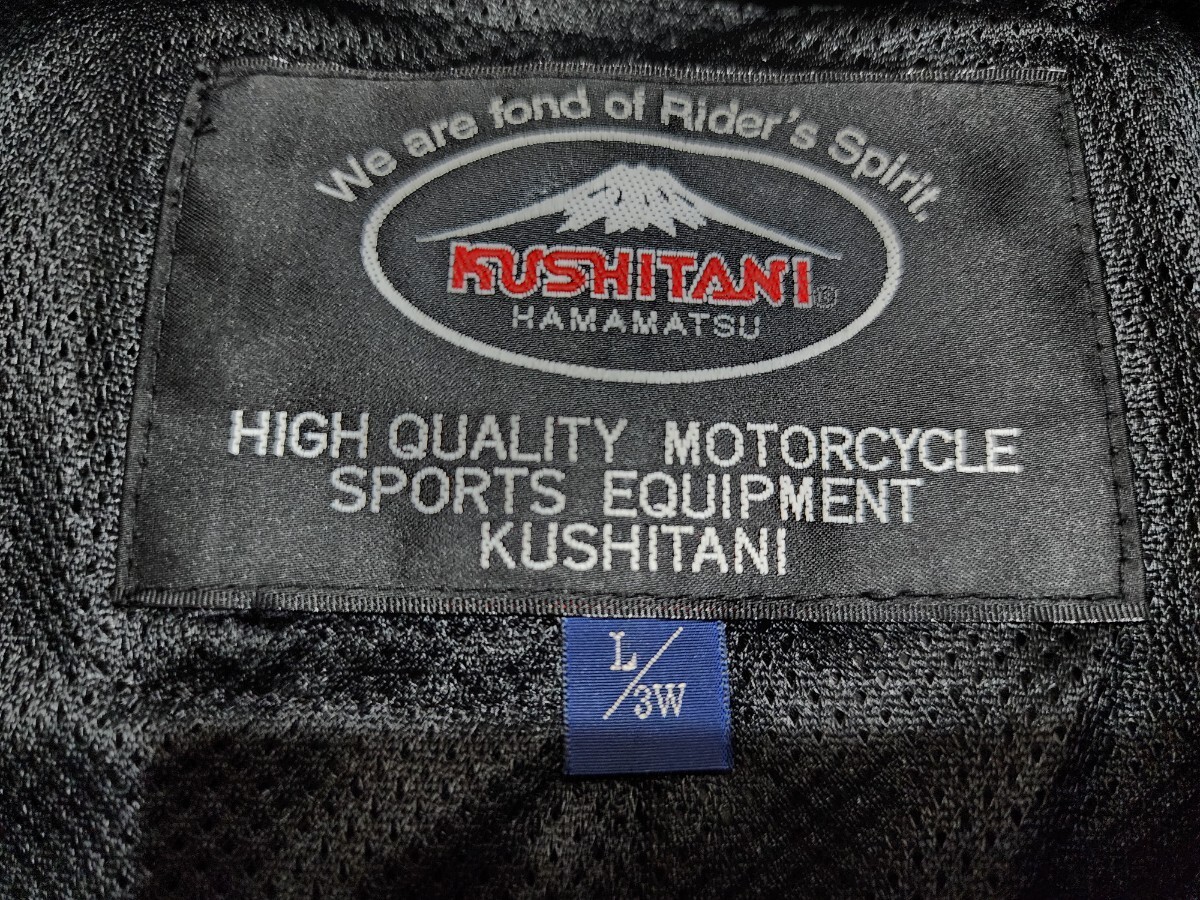 We are fond of Rider's Spirit.
KUSHITANI®
HAMAMATSU
HIGH QUALITY MOTORCYCLE
SPORTS EQUIPMENT
KUSHITANI
L/3W